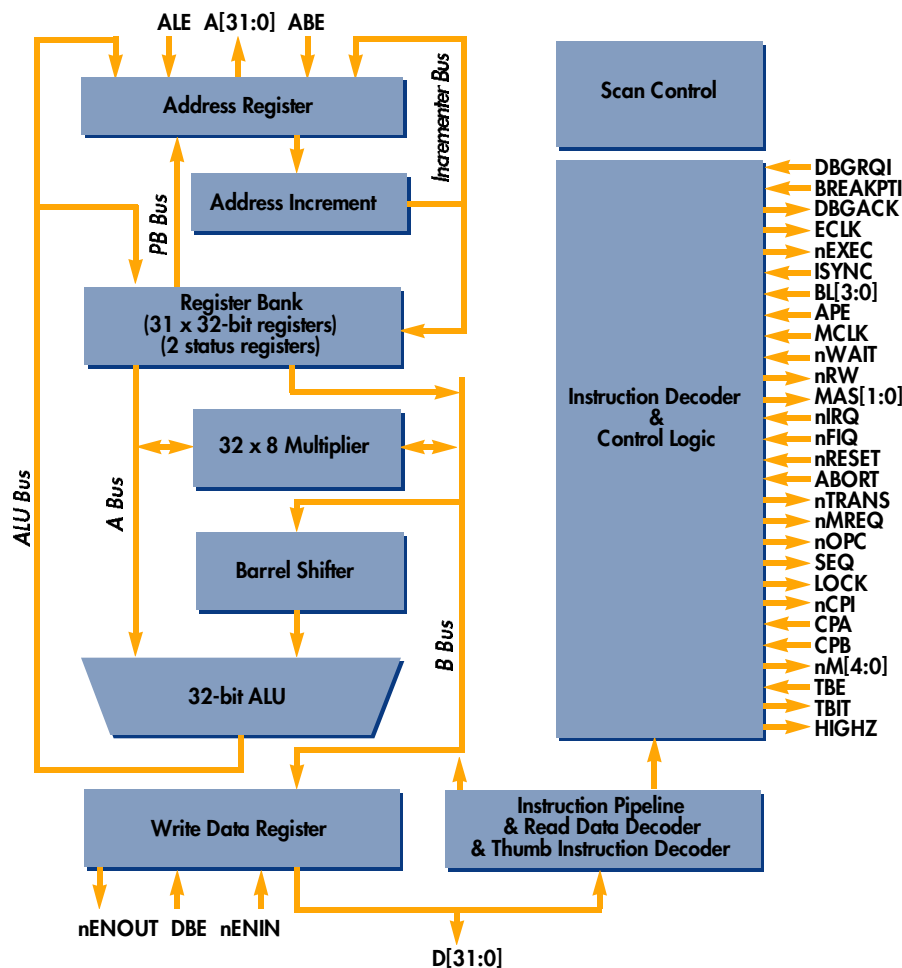 ALE A[31:0] ABE
Address Register
Scan Control
Incrementer Bus
Address Increment
PB Bus
Register Bank
(31 x 32-bit registers)
(2 status registers)
32 x 8 Multiplier
ALU Bus
A Bus
Barrel Shifter
B Bus
32-bit ALU
Write Data Register
nENOUT DBE nENIN
D[31:0]
Instruction Decoder
&
Control Logic
Instruction Pipeline
& Read Data Decoder
& Thumb Instruction Decoder
DBGRQI
BREAKPTI
DBGACK
ECLK
nEXEC
ISYNC
BL[3:0]
APE
MCLK
nWAIT
nRW
MAS[1:0]
nIRQ
nFIQ
nRESET
ABORT
nTRANS
nMREQ
nOPC
SEQ
LOCK
nCPI
CPA
CPB
nM[4:0]
TBE
TBIT
HIGHZ